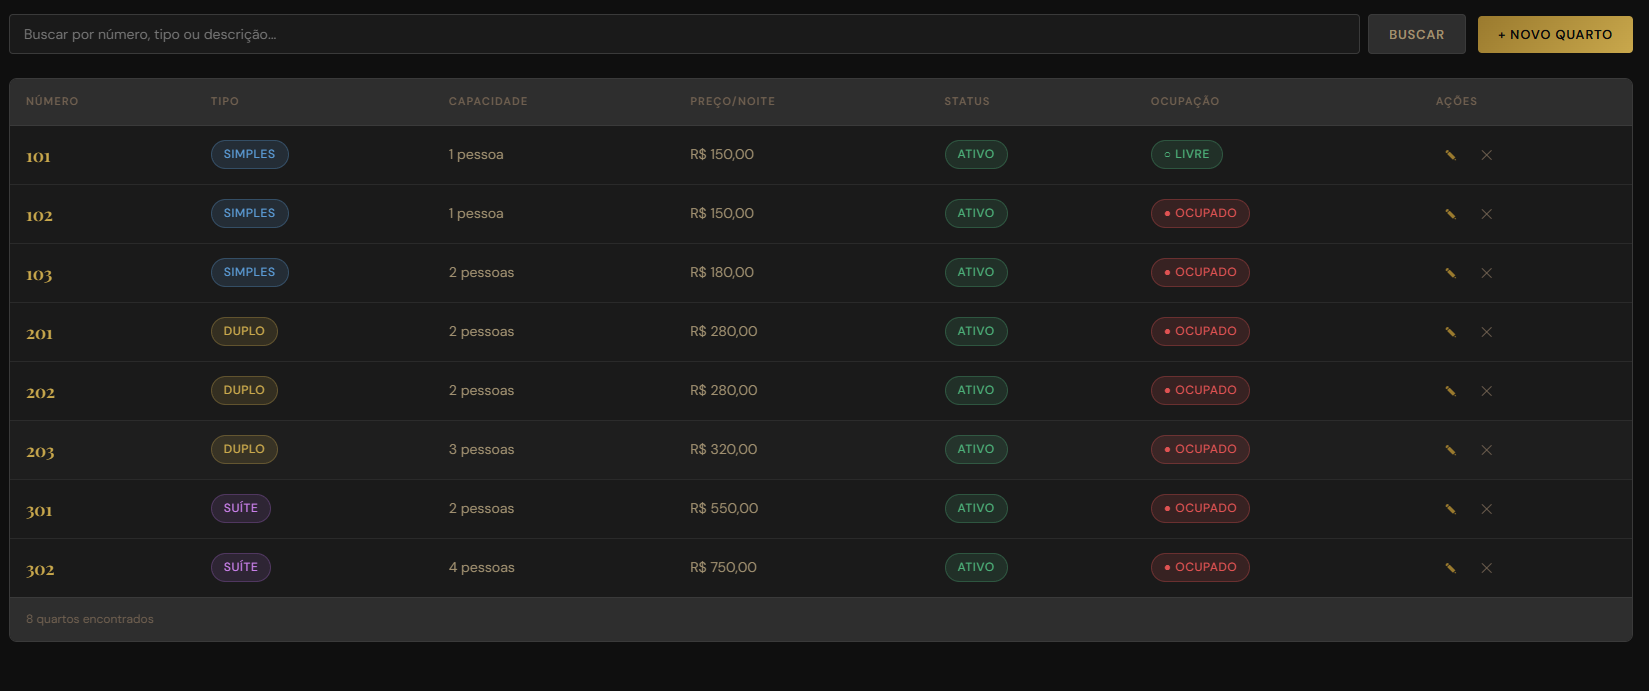 Buscar por número, tipo ou descrição... BUSCAR + NOVO QUARTO
NÚMERO TIPO CAPACIDADE PREÇO/NOITE STATUS OCUPAÇÃO AÇÕES
101 SIMPLES 1 pessoa R$ 150,00 ATIVO ○ LIVRE
102 SIMPLES 1 pessoa R$ 150,00 ATIVO ● OCUPADO
103 SIMPLES 2 pessoas R$ 180,00 ATIVO ● OCUPADO
201 DUPLO 2 pessoas R$ 280,00 ATIVO ● OCUPADO
202 DUPLO 2 pessoas R$ 280,00 ATIVO ● OCUPADO
203 DUPLO 3 pessoas R$ 320,00 ATIVO ● OCUPADO
301 SUÍTE 2 pessoas R$ 550,00 ATIVO ● OCUPADO
302 SUÍTE 4 pessoas R$ 750,00 ATIVO ● OCUPADO
8 quartos encontrados